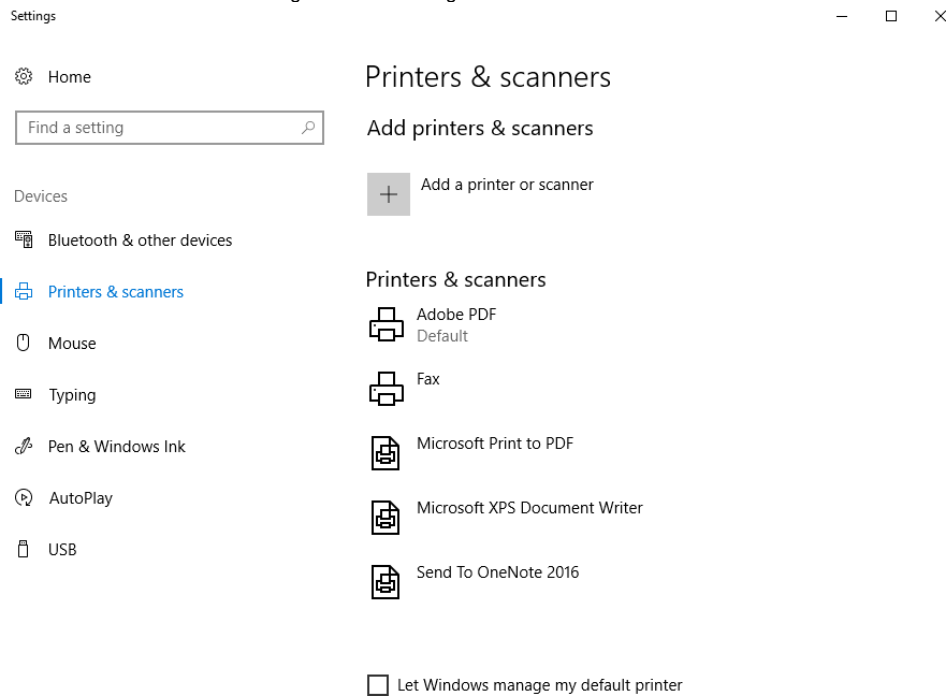 Settings
Home
Find a setting
Devices
Bluetooth & other devices
Printers & scanners
Mouse
Typing
Pen & Windows Ink
AutoPlay
USB
Printers & scanners
Add printers & scanners
Add a printer or scanner
Printers & scanners
Adobe PDF
Default
Fax
Microsoft Print to PDF
Microsoft XPS Document Writer
Send To OneNote 2016
Let Windows manage my default printer